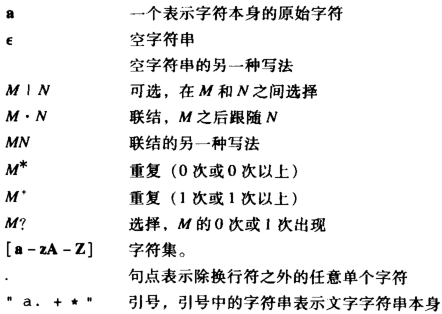 a 一个表示字符本身的原始字符
ϵ 空字符串
空字符串的另一种写法
M | N 可选，在 M 和 N 之间选择
M · N 联结，M 之后跟随 N
MN 联结的另一种写法
M* 重复（0 次或0 次以上）
M⁺ 重复（1 次或1 次以上）
M? 选择，M 的 0 次或 1 次出现
[a – zA – Z] 字符集。
. 句点表示除换行符之外的任意单个字符
" a. + * " 引号，引号中的字符串表示文字字符串本身